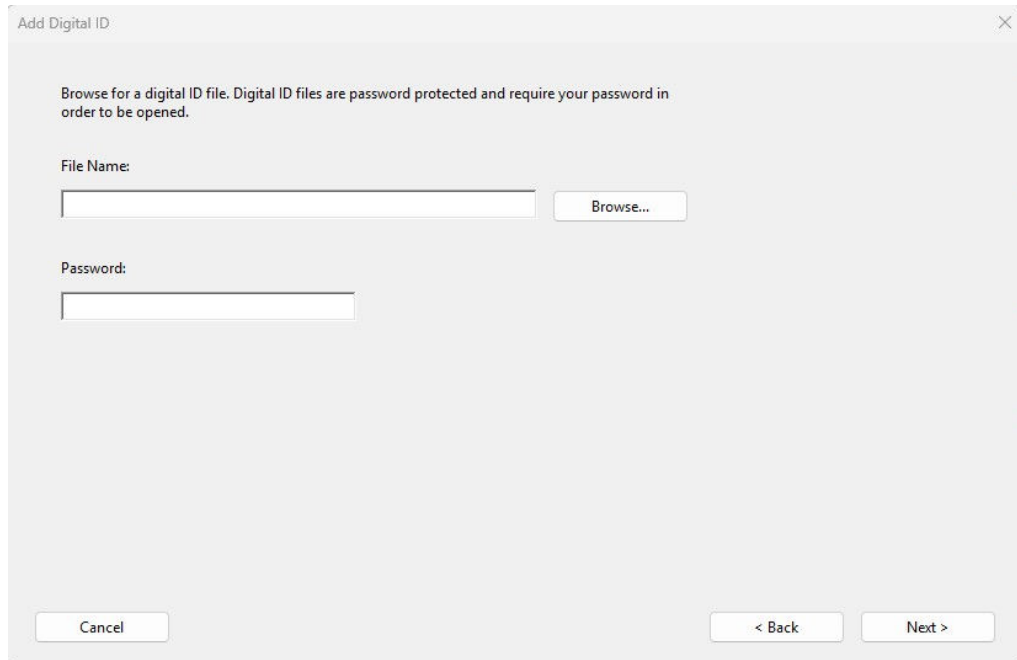 Add Digital ID
Browse for a digital ID file. Digital ID files are password protected and require your password in
order to be opened.
File Name:
Browse...
Password:
Cancel
< Back
Next >